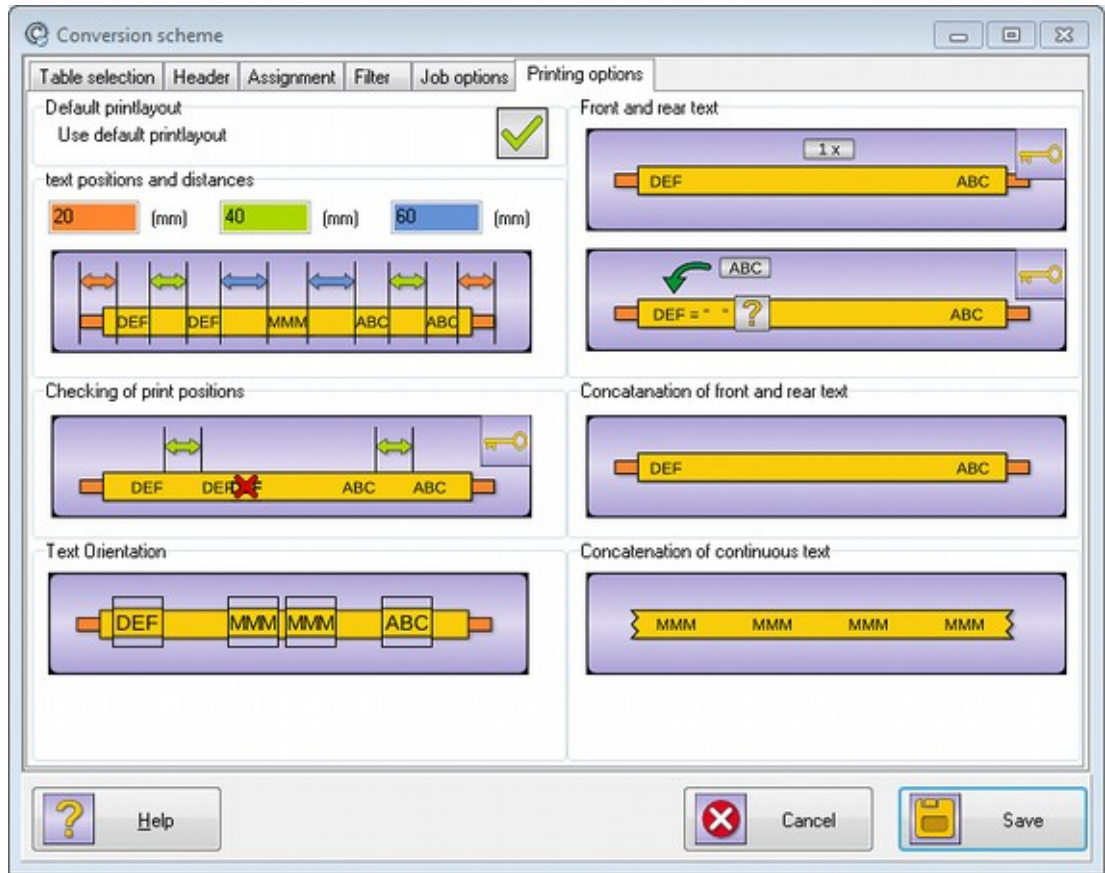 Conversion scheme
Table selection Header Assignment Filter Job options Printing options
Default printlayout
Use default printlayout
text positions and distances
20 (mm) 40 (mm) 60 (mm)
DEF DEF MMM ABC ABC
Checking of print positions
DEF ABC ABC
Text Orientation
DEF MMM MMM ABC
Front and rear text
1 x
DEF ABC
ABC
DEF = " " ? ABC
Concatanation of front and rear text
DEF ABC
Concatenation of continuous text
MMM MMM MMM MMM
? Help Cancel Save